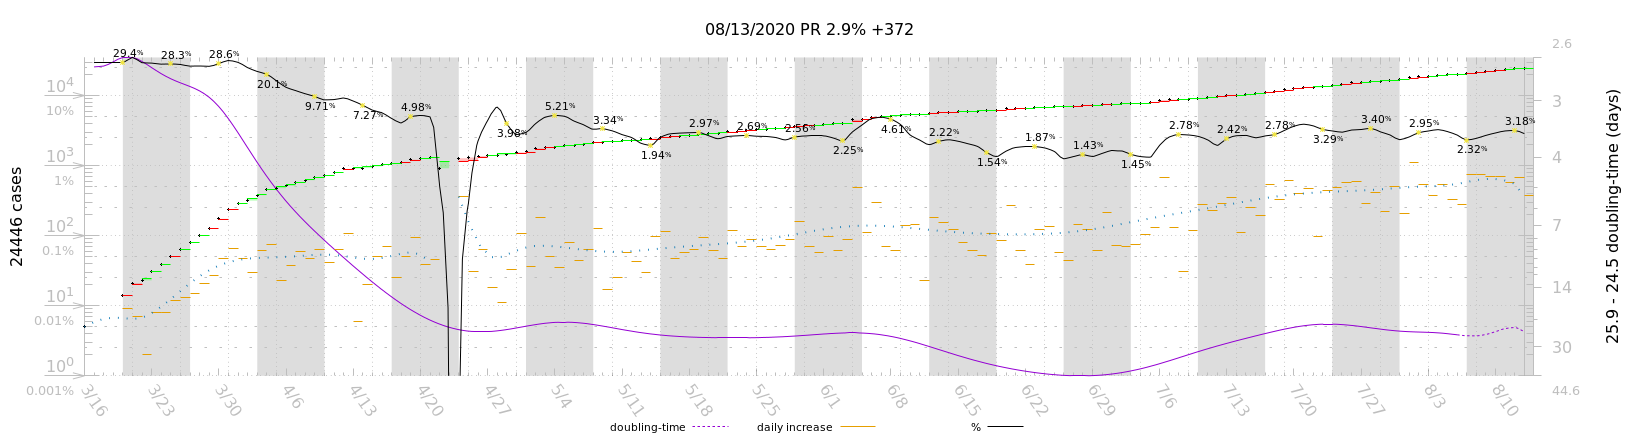 08/13/2020 PR 2.9% +372
24446 cases
10⁴
10%
10³
1%
10²
0.1%
10¹
0.01%
10⁰
0.001%
29.4% 28.3% 28.6% 20.1% 9.71% 7.27% 4.98% 3.98% 5.21% 3.34% 1.94% 2.97% 2.69% 2.56% 2.25% 4.61% 2.22% 1.54% 1.87% 1.43% 1.45% 2.78% 2.42% 2.78% 3.29% 3.40% 2.95% 2.32% 3.18%
2.6
3
4
7
14
30
44.6
25.9 - 24.5 doubling-time (days)
3/16 3/23 3/30 4/6 4/13 4/20 4/27 5/4 5/11 5/18 5/25 6/1 6/8 6/15 6/22 6/29 7/6 7/13 7/20 7/27 8/3 8/10
doubling-time daily increase %